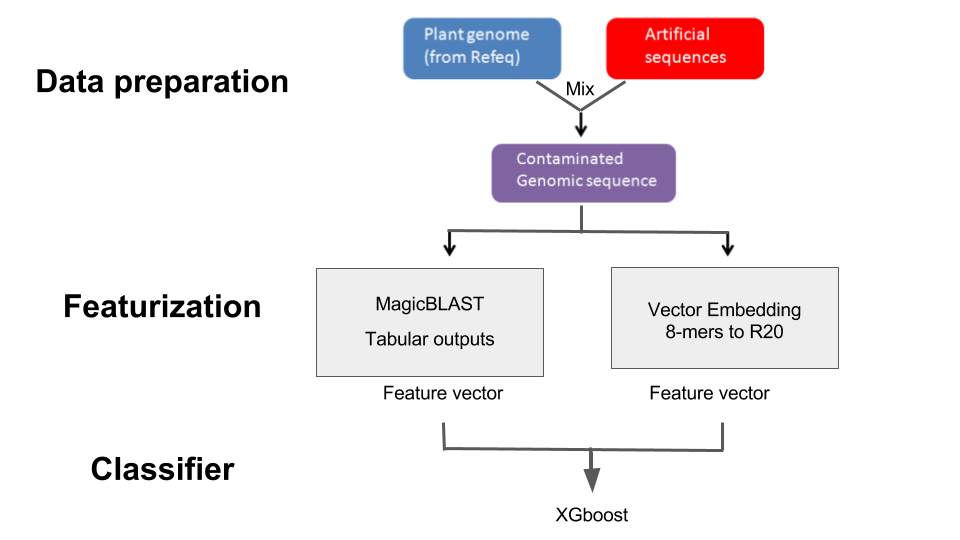 Data preparation
Plant genome
(from Refeq)
Artificial
sequences
Mix
Contaminated
Genomic sequence
Featurization
MagicBLAST
Tabular outputs
Vector Embedding
8-mers to R20
Feature vector
Feature vector
Classifier
XGboost